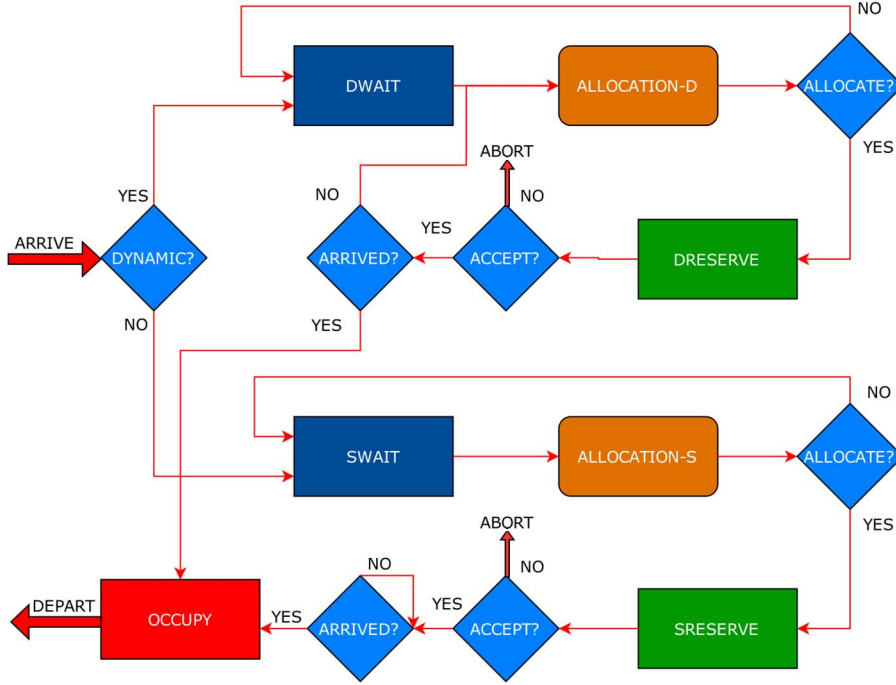 NO
DWAIT
ALLOCATION-D
ALLOCATE?
YES
ABORT
YES
NO
NO
YES
ARRIVE
DYNAMIC?
ARRIVED?
ACCEPT?
DRESERVE
NO
YES
NO
SWAIT
ALLOCATION-S
ALLOCATE?
YES
ABORT
NO
NO
DEPART
OCCUPY
YES
ARRIVED?
YES
ACCEPT?
SRESERVE